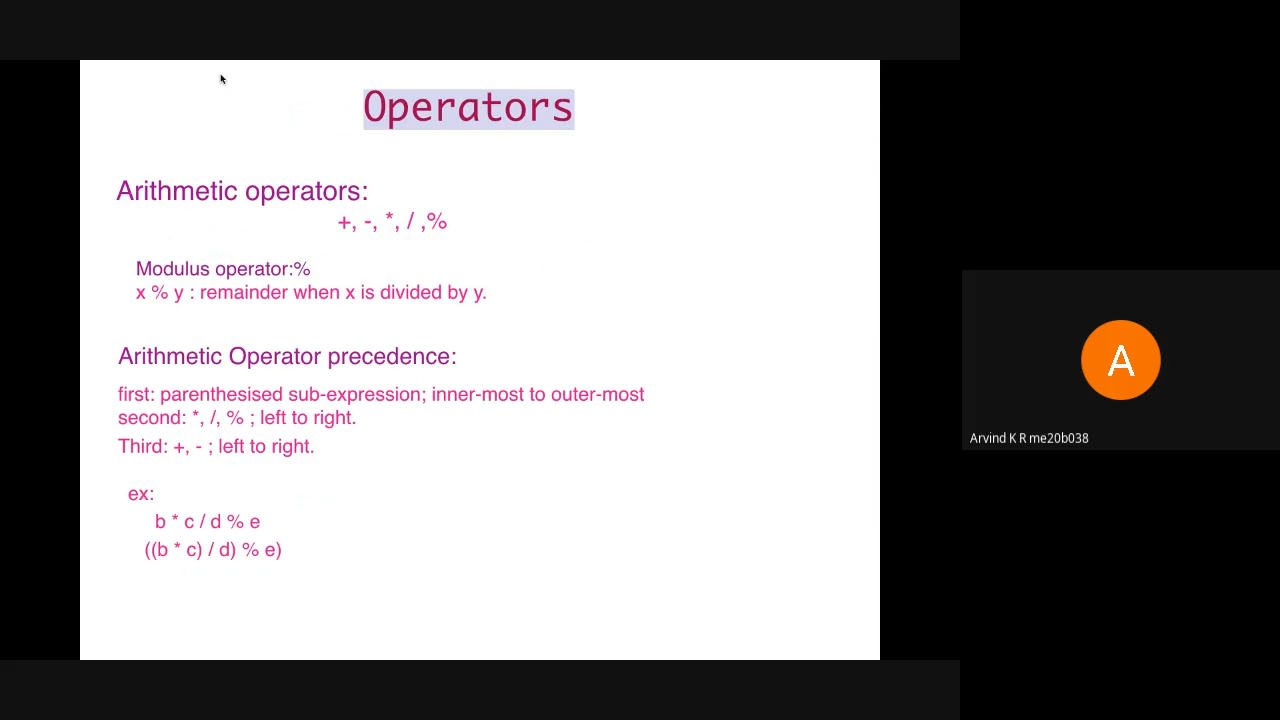 Operators
Arithmetic operators:
+, -, *, / ,%
Modulus operator:%
x % y : remainder when x is divided by y.
Arithmetic Operator precedence:
first: parenthesised sub-expression; inner-most to outer-most
second: *, /, % ; left to right.
Third: +, - ; left to right.
ex:
b * c / d % e
((b * c) / d) % e)
A
Arvind K R me20b038